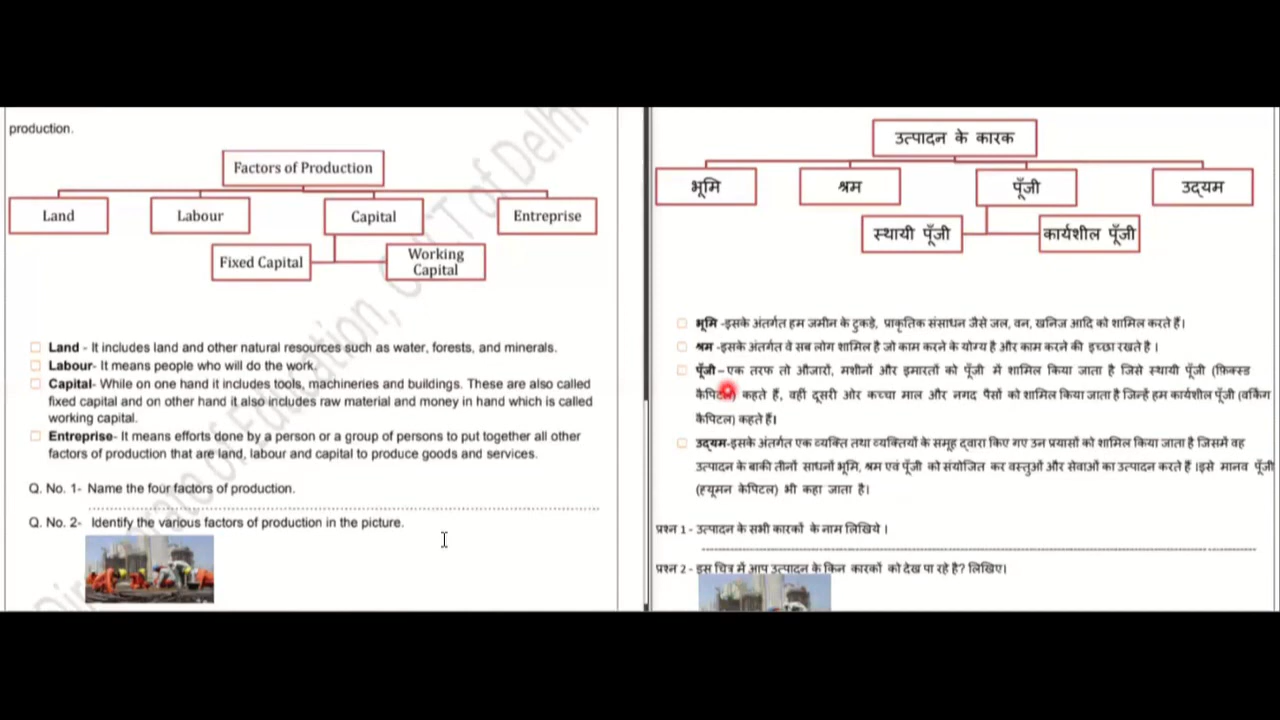 production.
Factors of Production
Land
Labour
Capital
Entreprise
Fixed Capital
Working
Capital
Land - It includes land and other natural resources such as water, forests, and minerals.
Labour- It means people who will do the work.
Capital- While on one hand it includes tools, machineries and buildings. These are also called
fixed capital and on other hand it also includes raw material and money in hand which is called
working capital.
Entreprise- It means efforts done by a person or a group of persons to put together all other
factors of production that are land, labour and capital to produce goods and services.
Q. No. 1- Name the four factors of production.
Q. No. 2- Identify the various factors of production in the picture.
उत्पादन के कारक
भूमि
श्रम
पूँजी
उद्यम
स्थायी पूँजी
कार्यशील पूँजी
भूमि -इसके अंतर्गत हम जमीन के टुकड़े, प्राकृतिक संसाधन जैसे जल, वन, खनिज आदि को शामिल करते हैं।
श्रम -इसके अंतर्गत वे सब लोग शामिल है जो काम करने के योग्य है और काम करने की इच्छा रखते है ।
पूँजी – एक तरफ तो औजारों, मशीनों और इमारतों को पूँजी में शामिल किया जाता है जिसे स्थायी पूँजी (फ़िक्स्ड
कैपिटल) कहते हैं, वहीं दूसरी ओर कच्चा माल और नगद पैसों को शामिल किया जाता है जिन्हें हम कार्यशील पूँजी (वर्किंग
कैपिटल) कहते हैं।
उद्यम-इसके अंतर्गत एक व्यक्ति तथा व्यक्तियों के समूह द्वारा किए गए उन प्रयासों को शामिल किया जाता है जिसमें वह
उत्पादन के बाकी तीनों साधनों भूमि, श्रम एवं पूँजी को संयोजित कर वस्तुओं और सेवाओं का उत्पादन करते हैं ।इसे मानव पूँजी
(ह्यूमन केपिटल) भी कहा जाता है।
प्रश्न 1 - उत्पादन के सभी कारकों के नाम लिखिये ।
प्रश्न 2 - इस चित्र में आप उत्पादन के किन कारकों को देख पा रहे है? लिखिए।